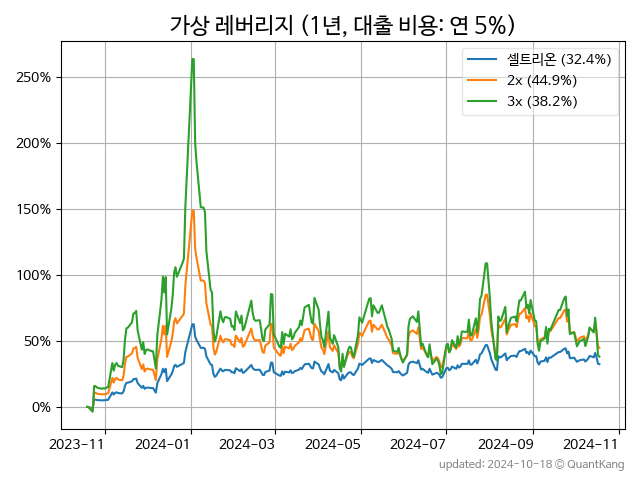 가상 레버리지 (1년, 대출 비용: 연 5%)
셀트리온 (32.4%)
2x (44.9%)
3x (38.2%)
250%
200%
150%
100%
50%
0%
2023-11 2024-01 2024-03 2024-05 2024-07 2024-09 2024-11
updated: 2024-10-18 © QuantKang